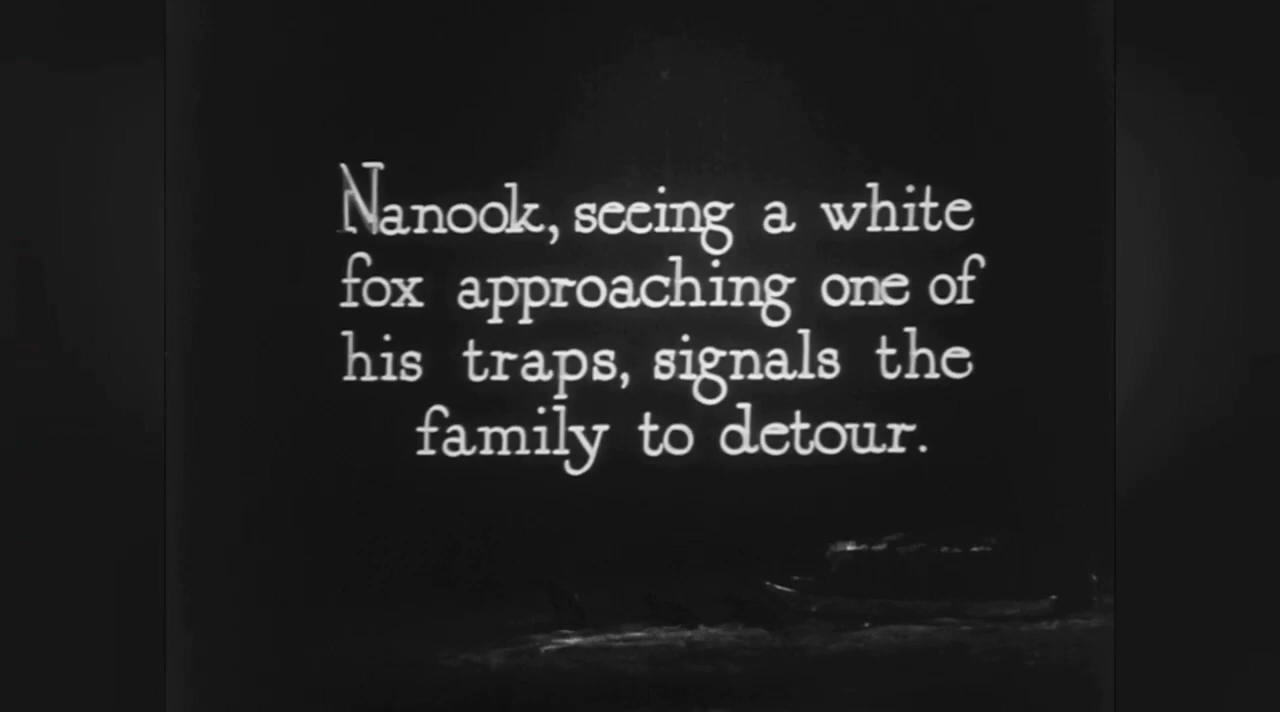 Nanook, seeing a white
fox approaching one of
his traps, signals the
family to detour.